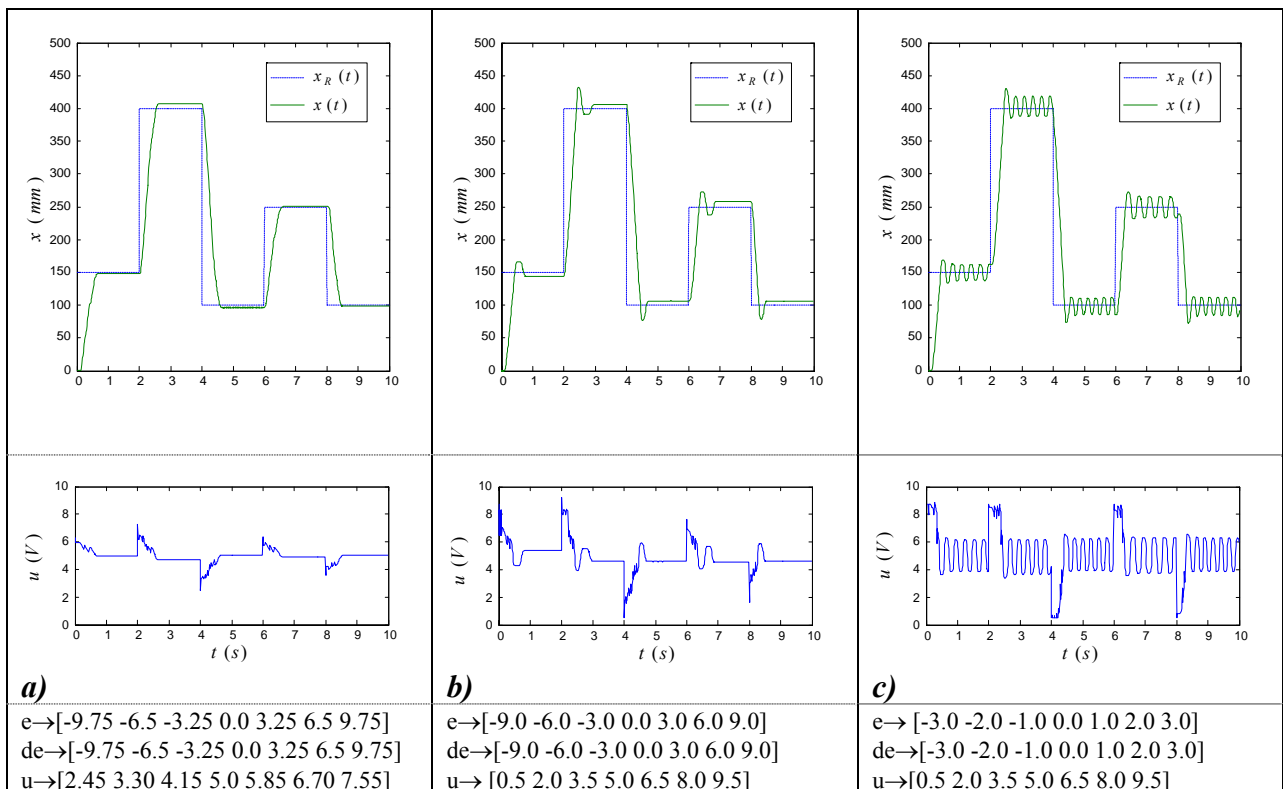 500
450
400
350
300
250
200
150
100
50
0
x (mm)
x_R (t)
x (t)
0 1 2 3 4 5 6 7 8 9 10
500
450
400
350
300
250
200
150
100
50
0
x (mm)
x_R (t)
x (t)
0 1 2 3 4 5 6 7 8 9 10
500
450
400
350
300
250
200
150
100
50
0
x (mm)
x_R (t)
x (t)
0 1 2 3 4 5 6 7 8 9 10
10
8
6
4
2
0
u (V)
0 1 2 3 4 5 6 7 8 9 10
t (s)
a)
10
8
6
4
2
0
u (V)
0 1 2 3 4 5 6 7 8 9 10
t (s)
b)
10
8
6
4
2
0
u (V)
0 1 2 3 4 5 6 7 8 9 10
t (s)
c)
e→[-9.75 -6.5 -3.25 0.0 3.25 6.5 9.75]
de→[-9.75 -6.5 -3.25 0.0 3.25 6.5 9.75]
u→[2.45 3.30 4.15 5.0 5.85 6.70 7.55]
e→[-9.0 -6.0 -3.0 0.0 3.0 6.0 9.0]
de→[-9.0 -6.0 -3.0 0.0 3.0 6.0 9.0]
u→ [0.5 2.0 3.5 5.0 6.5 8.0 9.5]
e→ [-3.0 -2.0 -1.0 0.0 1.0 2.0 3.0]
de→[-3.0 -2.0 -1.0 0.0 1.0 2.0 3.0]
u→[0.5 2.0 3.5 5.0 6.5 8.0 9.5]